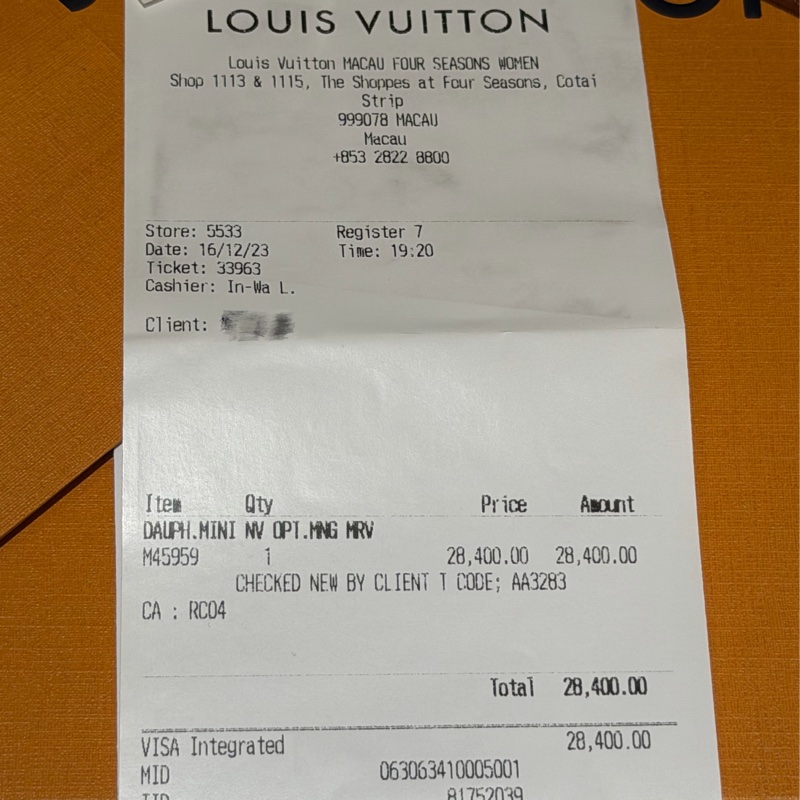 LOUIS VUITTON
Louis Vuitton MACAU FOUR SEASONS WOMEN
Shop 1113 & 1115, The Shoppes at Four Seasons, Cotai
Strip
999078 MACAU
Macau
+853 2822 8800
Store: 5533 Register 7
Date: 16/12/23 Time: 19:20
Ticket: 33963
Cashier: In-Wa L.
Client:
Item Qty Price Amount
DAUPH.MINI NV OPT.MNG MRV
M45959 1 28,400.00 28,400.00
CHECKED NEW BY CLIENT T CODE; AA3283
CA : RC04
Total 28,400.00
VISA Integrated 28,400.00
MID 063063410005001
TID 81752039